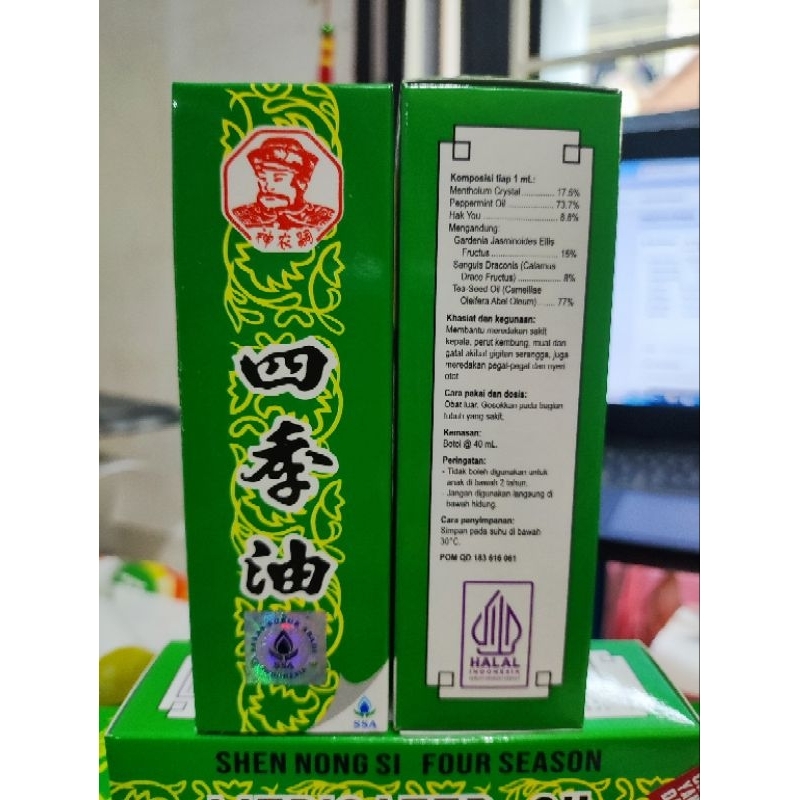 神农氏
四
季
油
SSA
SSA
Komposisi tiap 1 mL:
Mentholum Crystal ............ 17.5%
Peppermint Oil ................. 73.7%
Hak You ........................... 8.8%
Mengandung:
Gardenia Jasminoides Ellis
Fructus ......................... 15%
Sanguis Draconis (Calamus
Draco Fructus) ............... 8%
Tea Seed Oil (Camelliae
Oleifera Abel Oleum) ...... 77%
Khasiat dan kegunaan:
Membantu meredakan sakit
kepala, perut kembung, mual dan
gatal akibat gigitan serangga, juga
meredakan pegal-pegal dan nyeri
otot
Cara pakai dan dosis:
Obat luar, Gosokkan pada bagian
tubuh yang sakit.
Kemasan:
Botol @ 40 mL.
Peringatan:
- Tidak boleh digunakan untuk
anak di bawah 2 tahun.
- Jangan digunakan langsung di
bawah hidung.
Cara penyimpanan:
Simpan pada suhu di bawah
30°C.
POM QD 183 616 061
HALAL
INDONESIA
SHEN NONG SI FOUR SEASON
MEDICATED OIL